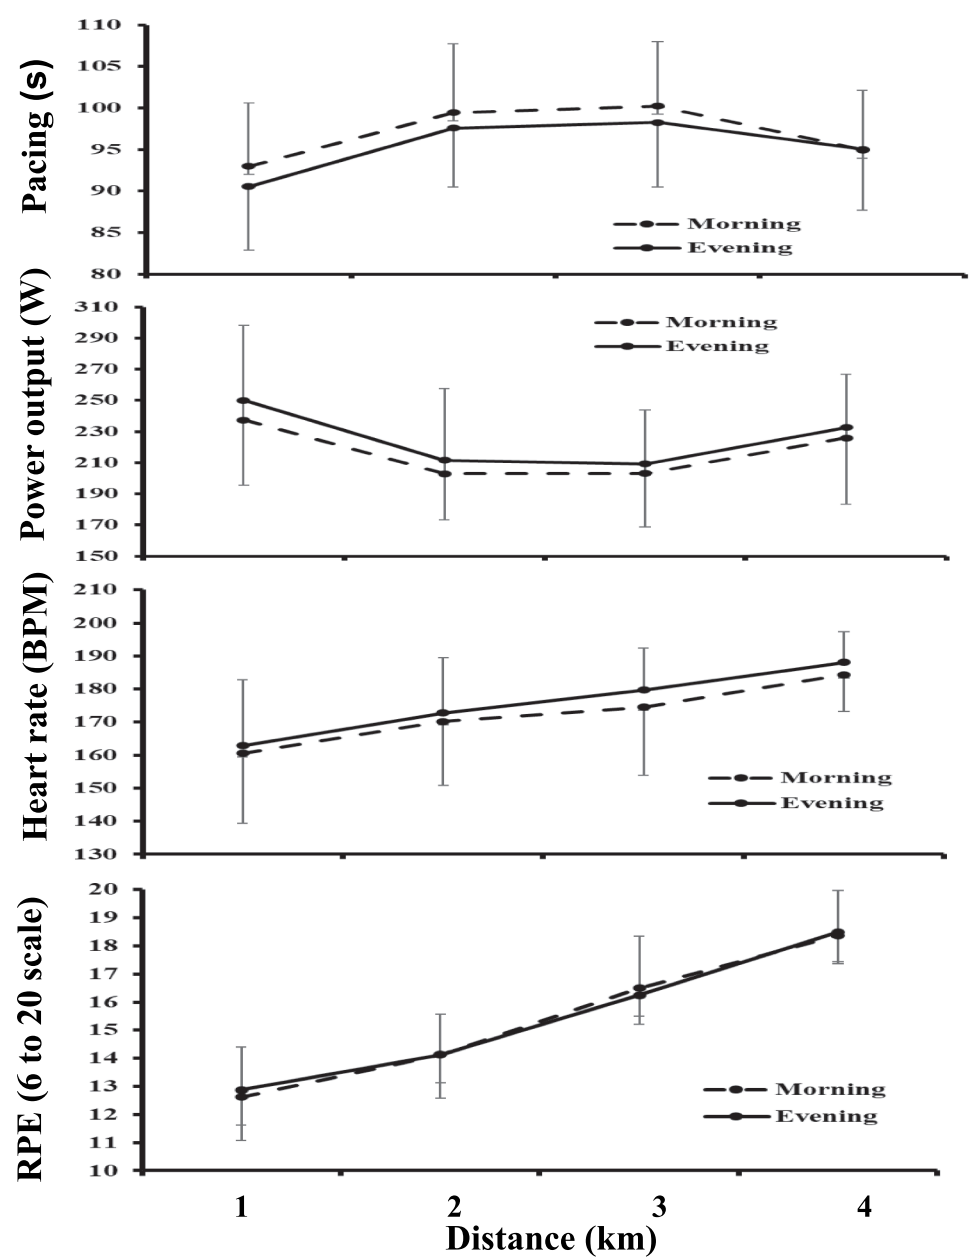 Pacing (s)
110
105
100
95
90
85
80
Morning
Evening
Power output (W)
310
290
270
250
230
210
190
170
150
Morning
Evening
Heart rate (BPM)
210
200
190
180
170
160
150
140
130
Morning
Evening
RPE (6 to 20 scale)
20
19
18
17
16
15
14
13
12
11
10
Morning
Evening
1 2 3 4
Distance (km)